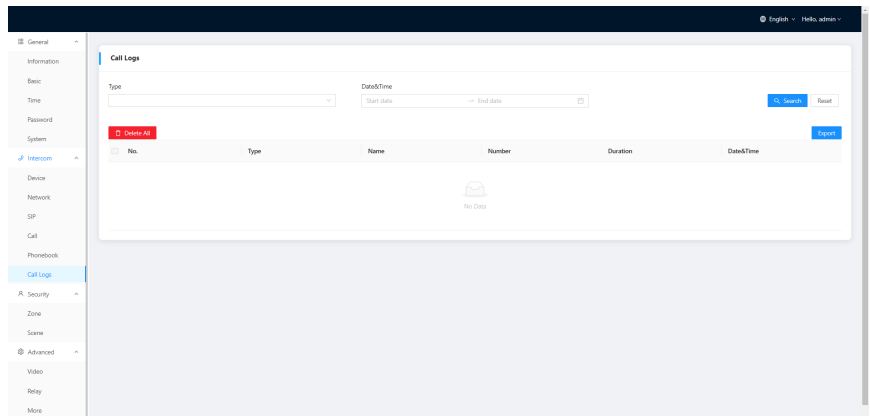 English Hello, admin
General
Information
Basic
Time
Password
System
Intercom
Device
Network
SIP
Call
Phonebook
Call Logs
Security
Zone
Scene
Advanced
Video
Relay
More
Call Logs
Type Date&Time
Start date → End date
Search Reset
Delete All Export
No. Type Name Number Duration Date&Time
No Data